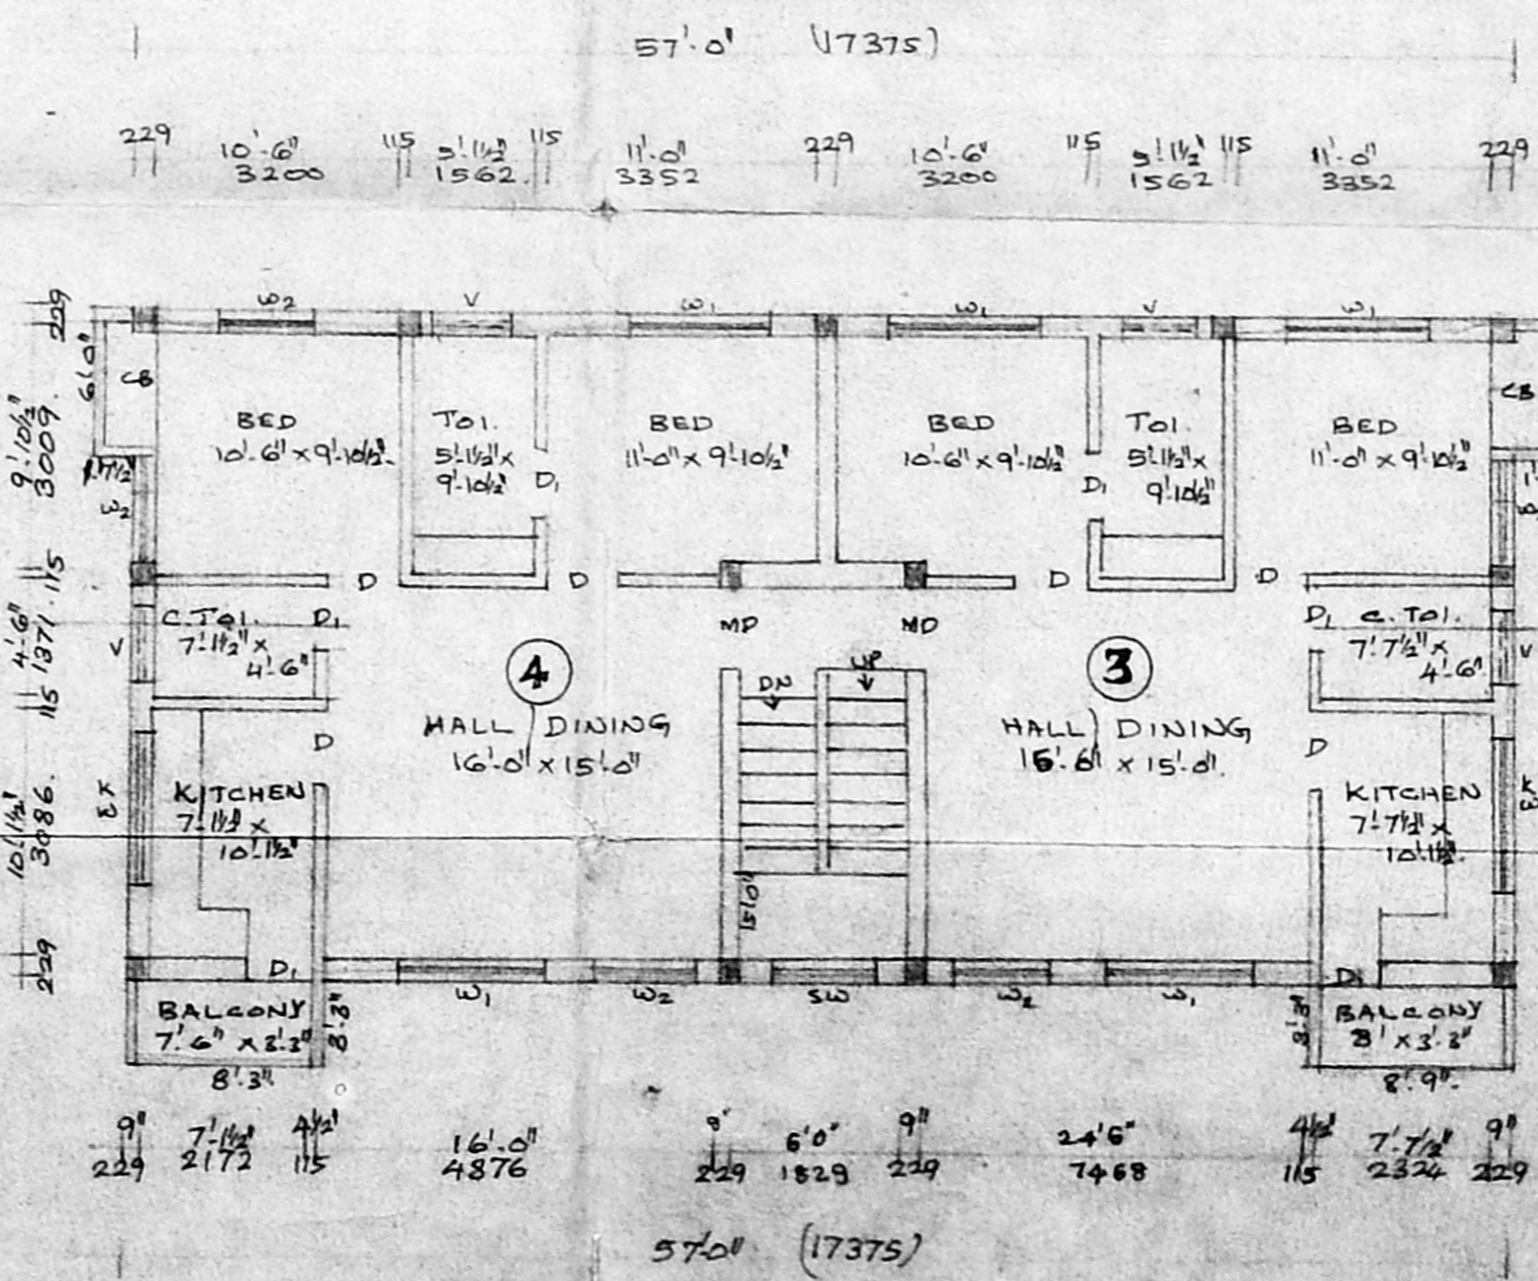 57'-0" (17375)
229 10'-6" 115 5'-1½" 115 11'-0" 229 10'-6" 115 5'-1½" 115 11'-0" 229
3200 1562 3352 3200 1562 3352
W2 V W1 W1 V W1
229
6'0"
CB CB
9'-10½"
3009
BED TOI. BED BED TOI. BED
10'-6" x 9'-10½" 5'-1½" x 11'-0" x 9'-10½" 10'-6" x 9'-10½" 5'-1½" x 11'-0" x 9'-10½"
9'-10½" D1 D1 9'-10½"
1'-7½"
W2
115
D D D D
C.TOI. D1 MD MD D1 C.TOI.
7'-1½" x 7'-7½" x
4'-6" 4'-6"
V V
4'-6"
1371
115
4 3
DN UP
HALL/DINING HALL/DINING
16'-0" x 15'-0" 15'-6" x 15'-0"
D D
KITCHEN KITCHEN
7'-1½" x 7'-7½" x
10'-1½" 10'-1½"
10'-1½"
3086
KW KW
15'0"
229
D1 D1
W1 W2 SW W2 W1
BALCONY BALCONY
7'-6" x 3'-3" 8' x 3'-3"
8'-3" 8'-9"
9" 7'-1½" 4½" 16'-0" 9" 6'0" 9" 24'6" 4½" 7'-7½" 9"
229 2172 115 4876 229 1829 229 7468 115 2324 229
57'0" (17375)